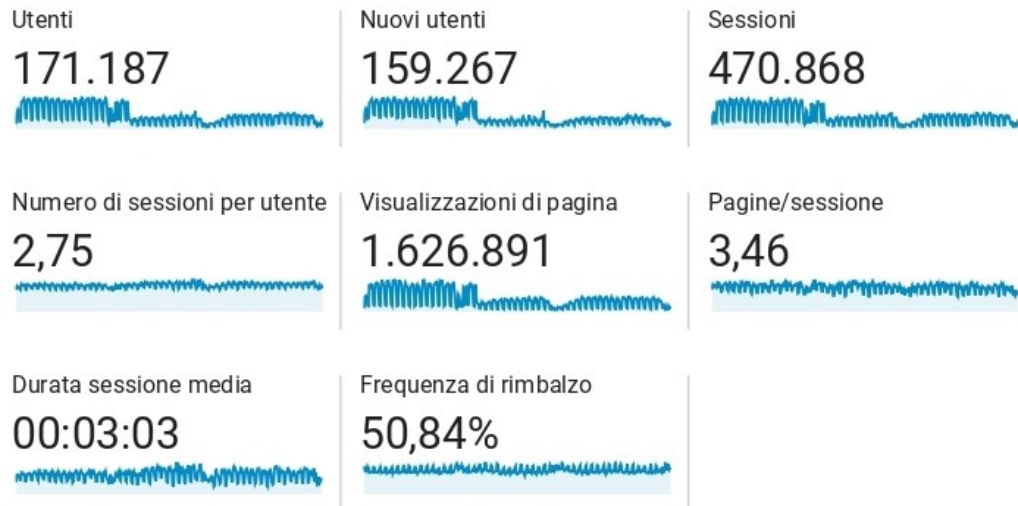 Utenti
171.187
Nuovi utenti
159.267
Sessioni
470.868
Numero di sessioni per utente
2,75
Visualizzazioni di pagina
1.626.891
Pagine/sessione
3,46
Durata sessione media
00:03:03
Frequenza di rimbalzo
50,84%